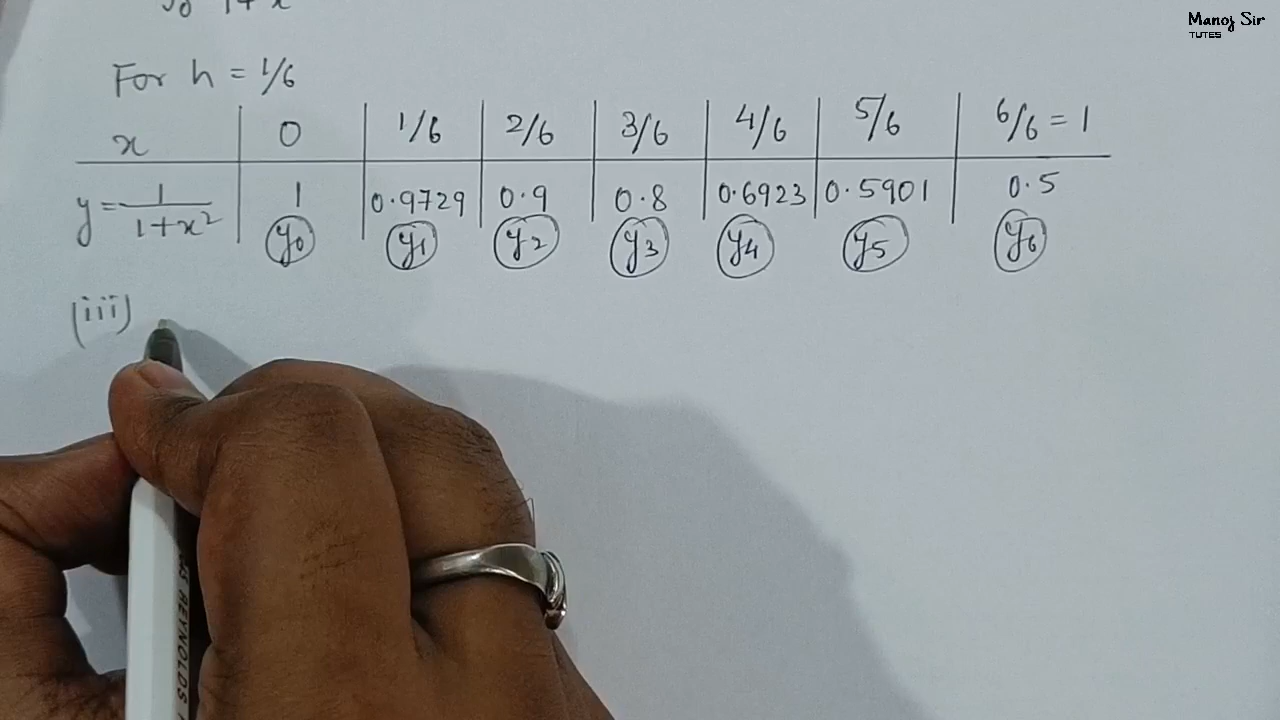 Manoj Sir
TUTES
For h = 1/6
x 0 1/6 2/6 3/6 4/6 5/6 6/6 = 1
y = 1/(1+x²) 1 0.9729 0.9 0.8 0.6923 0.5901 0.5
y0 y1 y2 y3 y4 y5 y6
(iii)
REYNOLDS